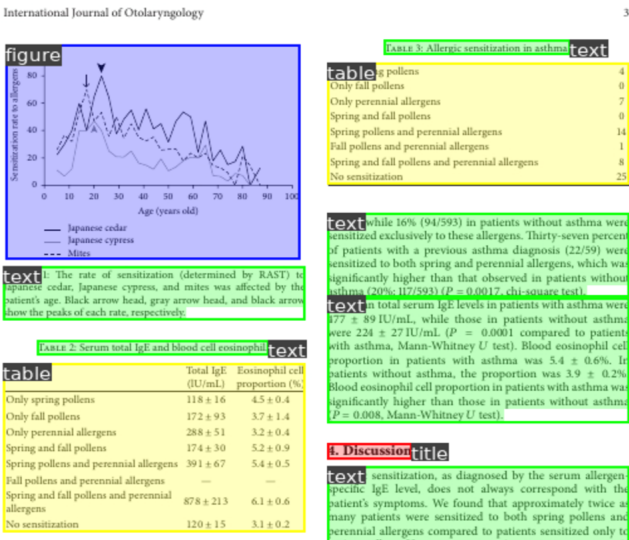 International Journal of Otolaryngology
3
figure
Sensitization rate to allergens
80
60
40
20
0
0 10 20 30 40 50 60 70 80 90 100
Age (years old)
Japanese cedar
Japanese cypress
Mites
text 1: The rate of sensitization (determined by RAST) to
Japanese cedar, Japanese cypress, and mites was affected by the
patient's age. Black arrow head, gray arrow head, and black arrow
show the peaks of each rate, respectively.
TABLE 2: Serum total IgE and blood cell eosinophil. text
table
Total IgE (IU/mL) Eosinophil cell proportion (%)
Only spring pollens 118 ± 16 4.5 ± 0.4
Only fall pollens 172 ± 93 3.7 ± 1.4
Only perennial allergens 288 ± 51 3.2 ± 0.4
Spring and fall pollens 174 ± 30 5.2 ± 0.9
Spring pollens and perennial allergens 391 ± 67 5.4 ± 0.5
Fall pollens and perennial allergens — —
Spring and fall pollens and perennial allergens 878 ± 213 6.1 ± 0.6
No sensitization 120 ± 15 3.1 ± 0.2
TABLE 3: Allergic sensitization in asthma text
table pollens 4
Only fall pollens 0
Only perennial allergens 7
Spring and fall pollens 0
Spring pollens and perennial allergens 14
Fall pollens and perennial allergens 1
Spring and fall pollens and perennial allergens 8
No sensitization 25
text while 16% (94/593) in patients without asthma were
sensitized exclusively to these allergens. Thirty-seven percent
of patients with a previous asthma diagnosis (22/59) were
sensitized to both spring and perennial allergens, which was
significantly higher than that observed in patients without
asthma (20%: 117/593) (P = 0.0017, chi-square test).
text total serum IgE levels in patients with asthma were
477 ± 89 IU/mL, while those in patients without asthma
were 224 ± 27 IU/mL (P = 0.0001 compared to patients
with asthma, Mann-Whitney U test). Blood eosinophil cell
proportion in patients with asthma was 5.4 ± 0.6%. In
patients without asthma, the proportion was 3.9 ± 0.2%.
Blood eosinophil cell proportion in patients with asthma was
significantly higher than those in patients without asthma
(P = 0.008, Mann-Whitney U test).
4. Discussion title
text sensitization, as diagnosed by the serum allergen-
specific IgE level, does not always correspond with the
patient's symptoms. We found that approximately twice as
many patients were sensitized to both spring pollens and
perennial allergens compared to patients sensitized only to